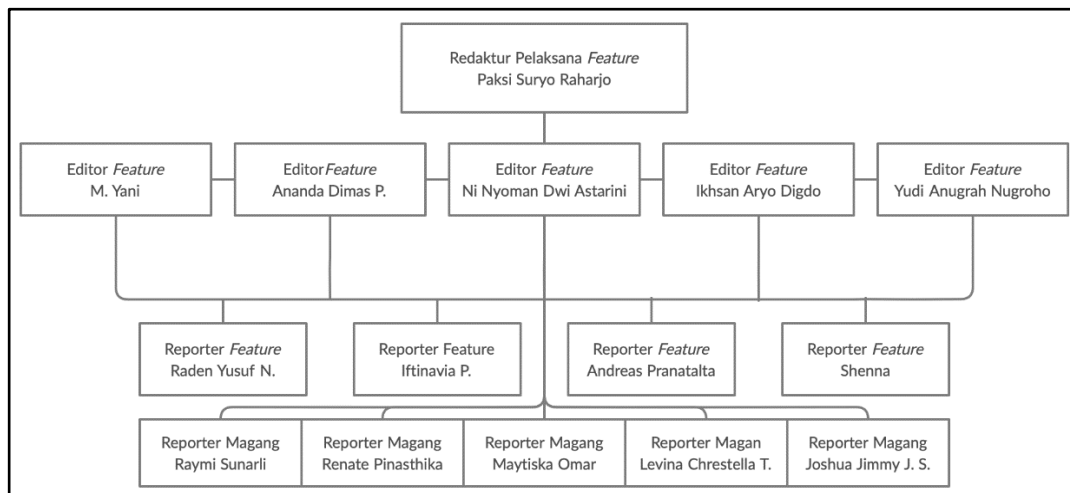 Redaktur Pelaksana Feature
Paksi Suryo Raharjo
Editor Feature
M. Yani
EditorFeature
Ananda Dimas P.
Editor Feature
Ni Nyoman Dwi Astarini
Editor Feature
Ikhsan Aryo Digdo
Editor Feature
Yudi Anugrah Nugroho
Reporter Feature
Raden Yusuf N.
Reporter Feature
Iftinavia P.
Reporter Feature
Andreas Pranatalta
Reporter Feature
Shenna
Reporter Magang
Raymi Sunarli
Reporter Magang
Renate Pinasthika
Reporter Magang
Maytiska Omar
Reporter Magan
Levina Chrestella T.
Reporter Magang
Joshua Jimmy J. S.